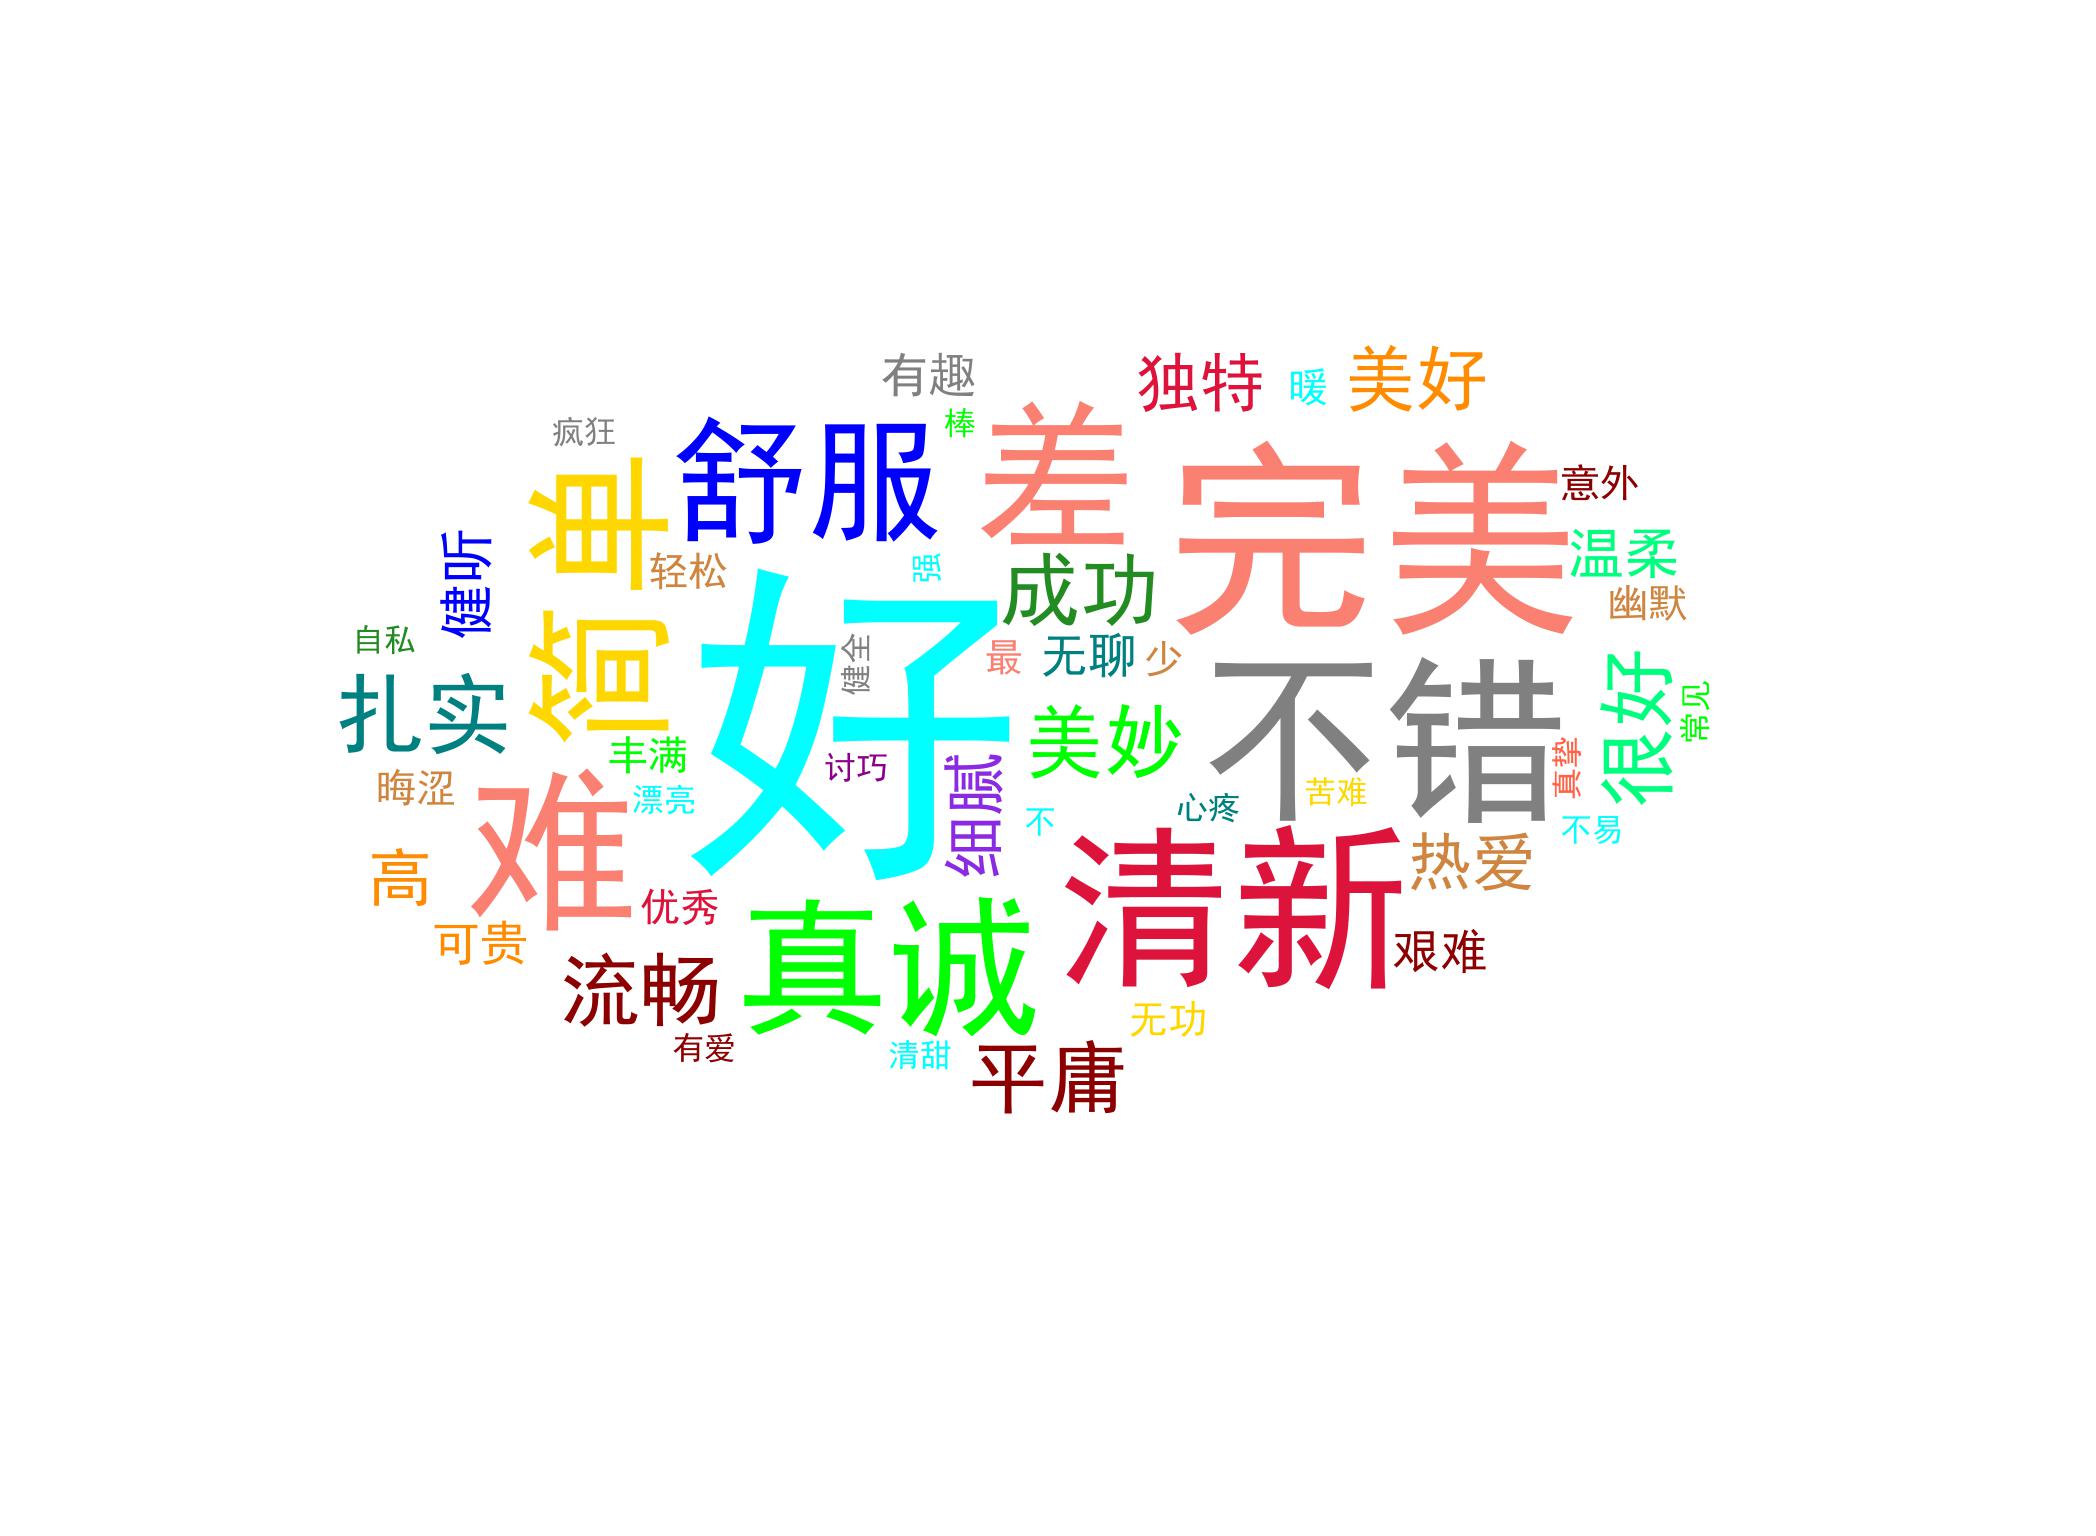 有趣
独特
暖
美好
疯狂
棒
舒服
差
完美
意外
简单
健听
轻松
强
成功
温柔
幽默
自私
好
健全
最
无聊
少
扎实
不错
很好
常见
丰满
讨巧
细腻
美妙
真挚
晦涩
漂亮
难
不
心疼
苦难
不易
高
优秀
清新
热爱
可贵
真诚
艰难
流畅
无功
有爱
清甜
平庸